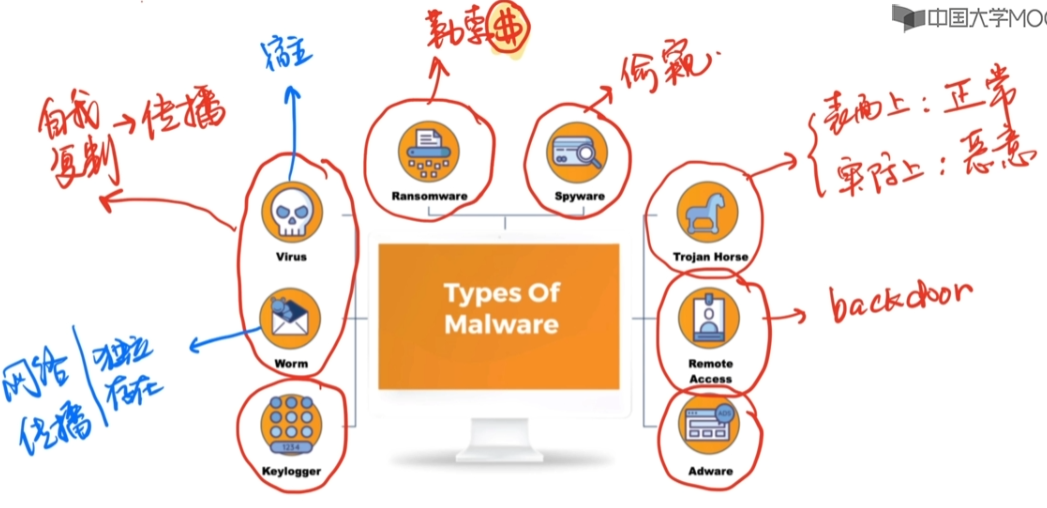 中国大学MOO
勒索$
宿主
偷窥
自我
复制
→传播
表面上：正常
实际上：恶意
Ransomware
Spyware
Virus
Trojan Horse
Types Of
Malware
backdoor
Worm
Remote
Access
网络
传播
独立
存在
1234
Keylogger
ADS
Adware